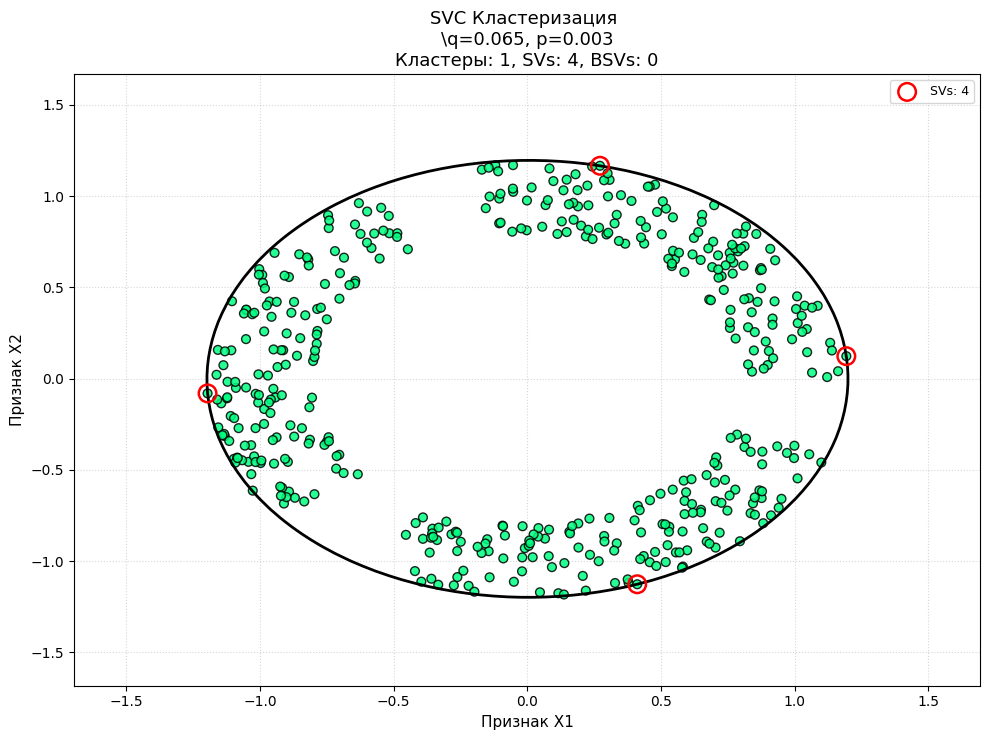 SVC Кластеризация
\q=0.065, p=0.003
Кластеры: 1, SVs: 4, BSVs: 0
SVs: 4
1.5
1.0
0.5
0.0
−0.5
−1.0
−1.5
Признак X2
−1.5 −1.0 −0.5 0.0 0.5 1.0 1.5
Признак X1